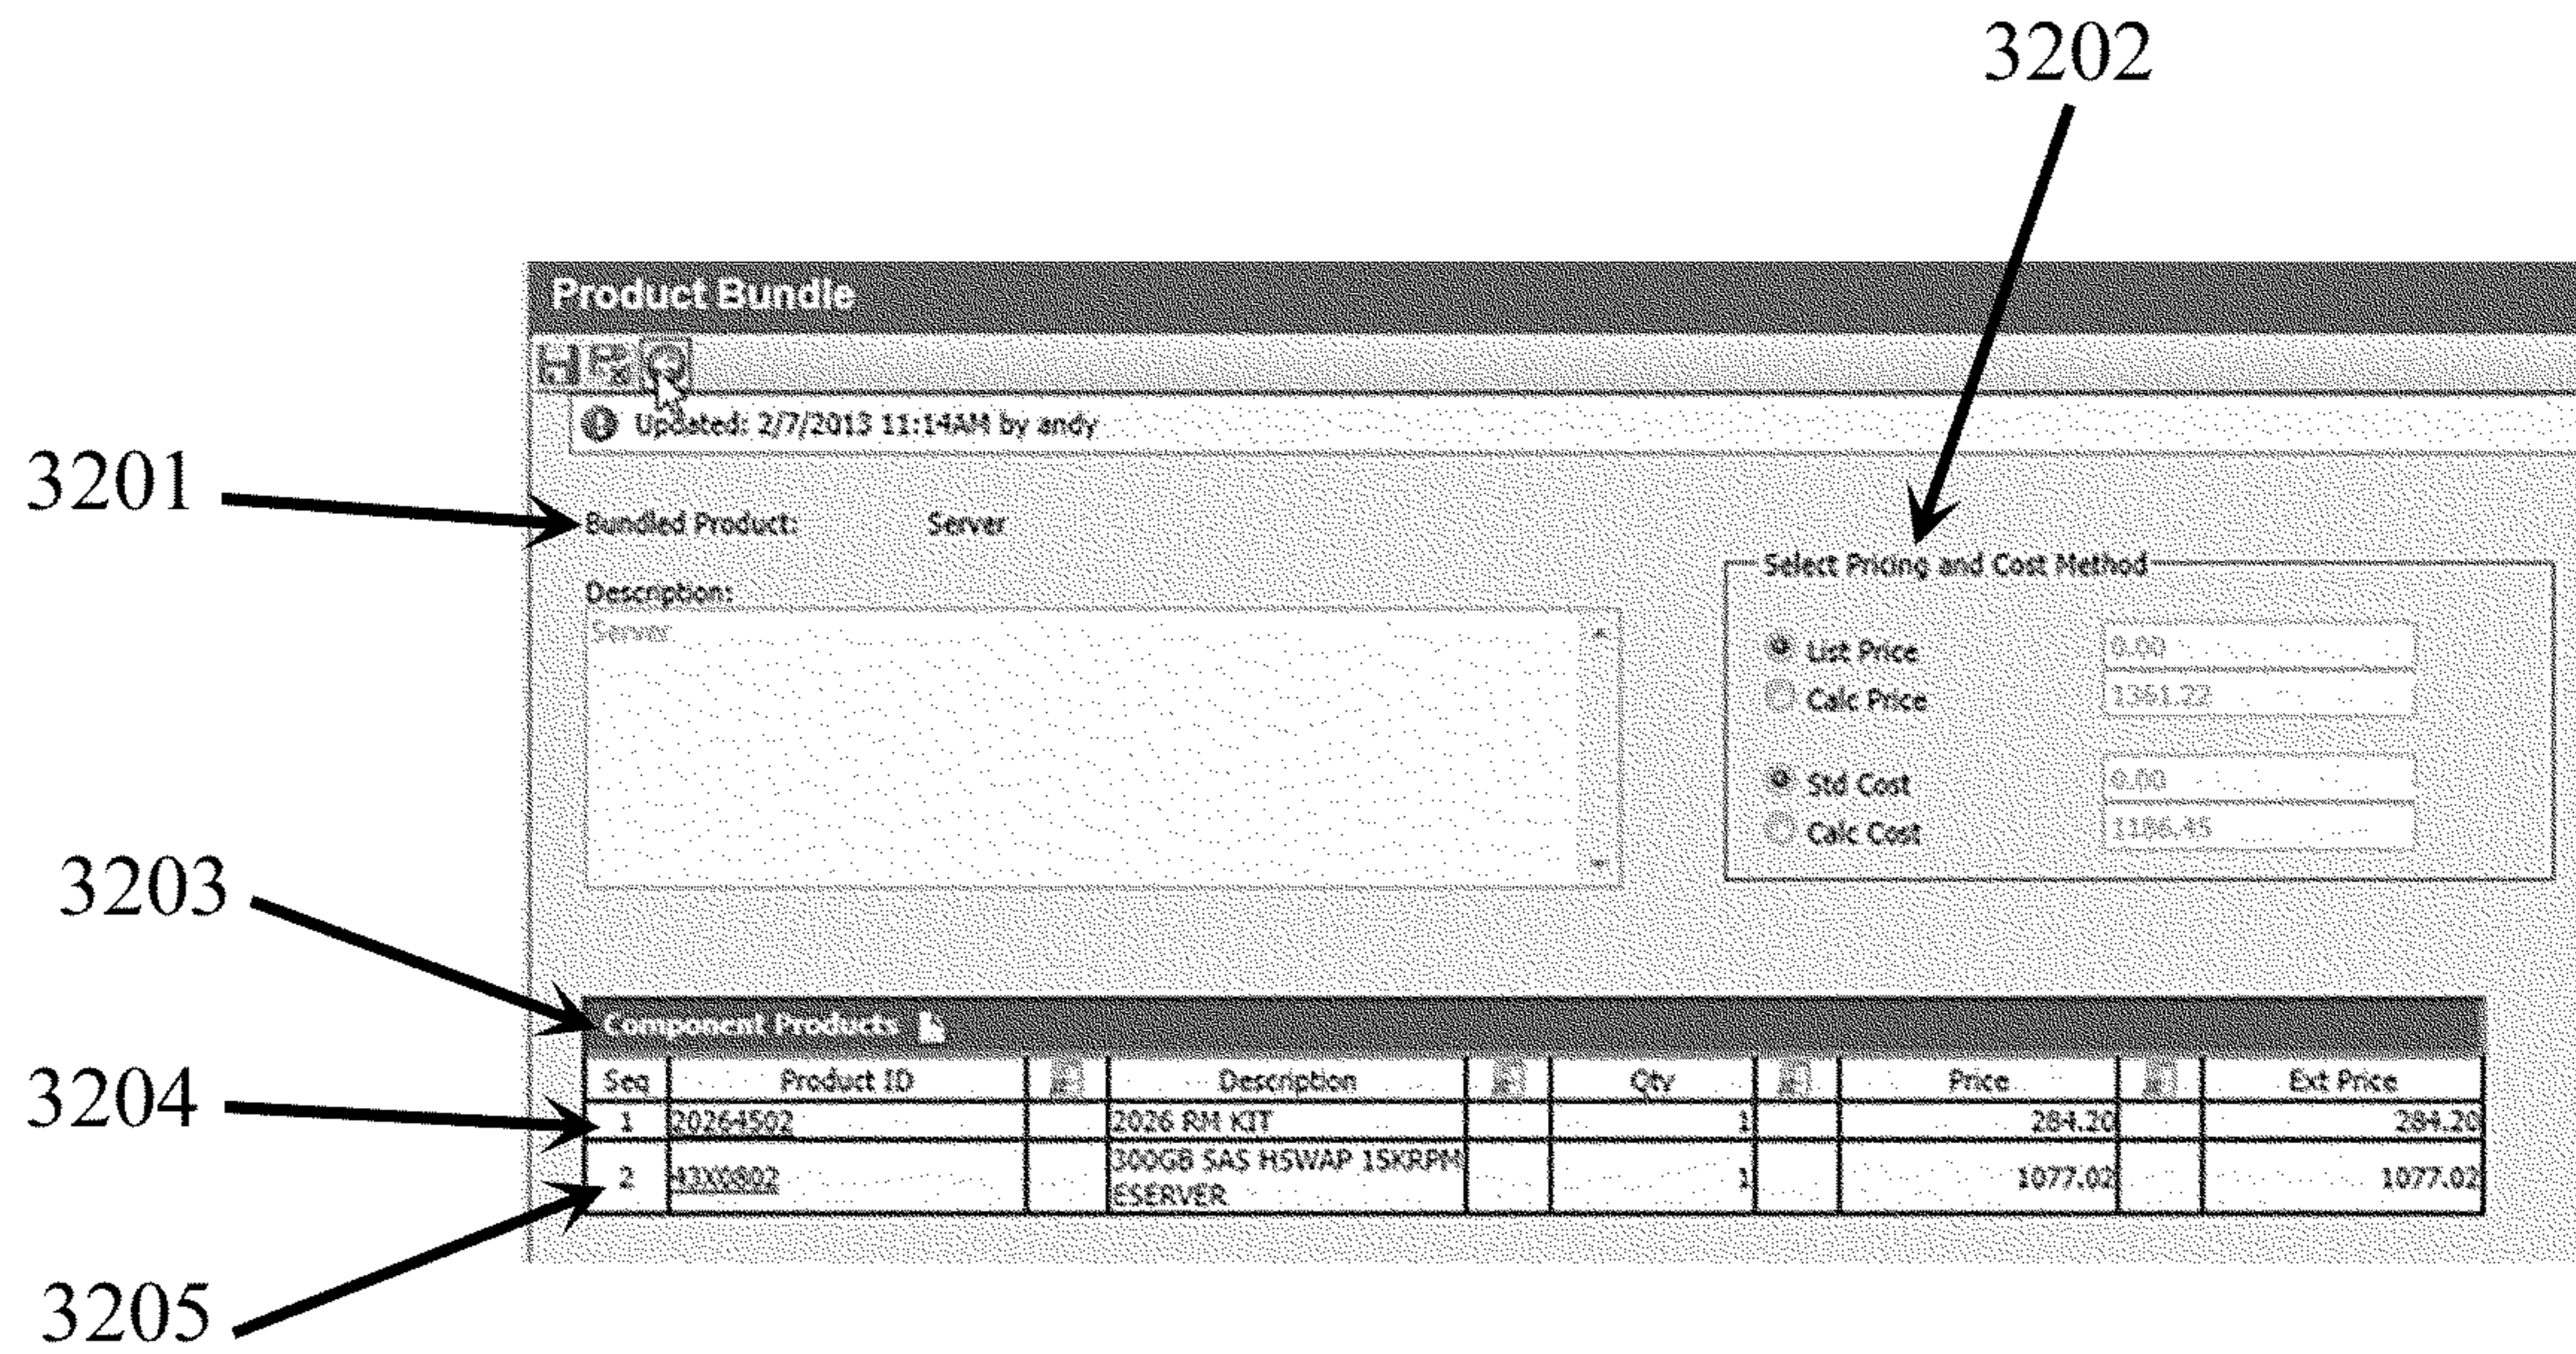 3202
Product Bundle
Updated: 2/7/2013 11:14AM by andy
3201
Bundled Product: Server
Select Pricing and Cost Method
Description:
Server
List Price 0.00
Calc Price 1361.22
Std Cost 0.00
Calc Cost 1186.45
3203
Component Products
Seq Product ID Description Qty Price Ext Price
3204
1 20264502 2026 RM KIT 1 284.20 284.20
2 43X0802 300GB SAS HSWAP 15KRPM 1 1077.02 1077.02
ESERVER
3205